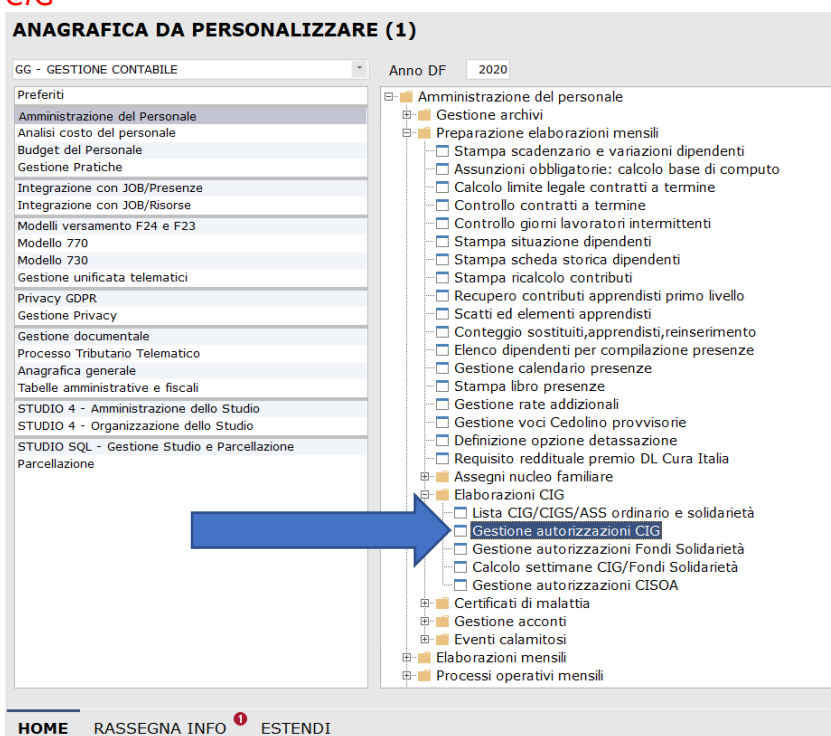 CIG
ANAGRAFICA DA PERSONALIZZARE (1)
GG - GESTIONE CONTABILE
Anno DF 2020
Preferiti
Amministrazione del Personale
Analisi costo del personale
Budget del Personale
Gestione Pratiche
Integrazione con JOB/Presenze
Integrazione con JOB/Risorse
Modelli versamento F24 e F23
Modello 770
Modello 730
Gestione unificata telematici
Privacy GDPR
Gestione Privacy
Gestione documentale
Processo Tributario Telematico
Anagrafica generale
Tabelle amministrative e fiscali
STUDIO 4 - Amministrazione dello Studio
STUDIO 4 - Organizzazione dello Studio
STUDIO SQL - Gestione Studio e Parcellazione
Parcellazione
Amministrazione del personale
Gestione archivi
Preparazione elaborazioni mensili
Stampa scadenzario e variazioni dipendenti
Assunzioni obbligatorie: calcolo base di computo
Calcolo limite legale contratti a termine
Controllo contratti a termine
Controllo giorni lavoratori intermittenti
Stampa situazione dipendenti
Stampa scheda storica dipendenti
Stampa ricalcolo contributi
Recupero contributi apprendisti primo livello
Scatti ed elementi apprendisti
Conteggio sostituiti,apprendisti,reinserimento
Elenco dipendenti per compilazione presenze
Gestione calendario presenze
Stampa libro presenze
Gestione rate addizionali
Gestione voci Cedolino provvisorie
Definizione opzione detassazione
Requisito reddituale premio DL Cura Italia
Assegni nucleo familiare
Elaborazioni CIG
Lista CIG/CIGS/ASS ordinario e solidarietà
Gestione autorizzazioni CIG
Gestione autorizzazioni Fondi Solidarietà
Calcolo settimane CIG/Fondi Solidarietà
Gestione autorizzazioni CISOA
Certificati di malattia
Gestione acconti
Eventi calamitosi
Elaborazioni mensili
Processi operativi mensili
HOME RASSEGNA INFO 1 ESTENDI